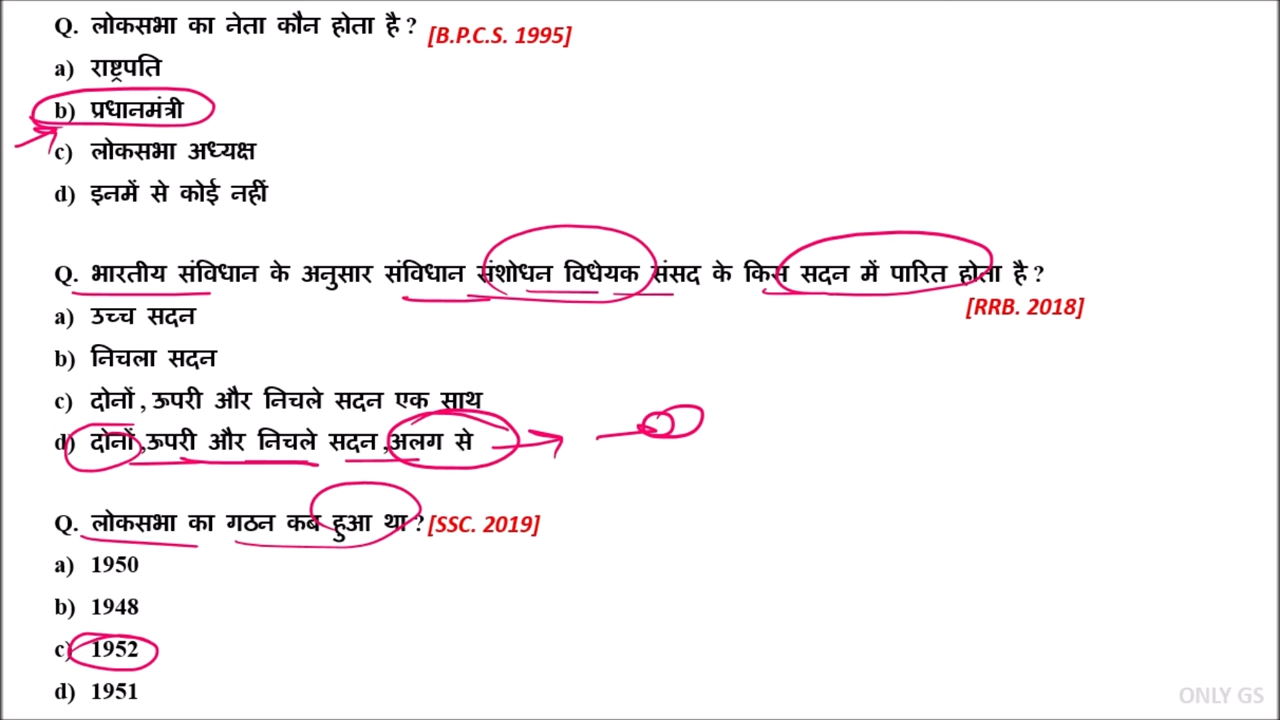 Q. लोकसभा का नेता कौन होता है ? [B.P.C.S. 1995]
a) राष्ट्रपति
b) प्रधानमंत्री
c) लोकसभा अध्यक्ष
d) इनमें से कोई नहीं
Q. भारतीय संविधान के अनुसार संविधान संशोधन विधेयक संसद के किस सदन में पारित होता है ?
[RRB. 2018]
a) उच्च सदन
b) निचला सदन
c) दोनों , ऊपरी और निचले सदन एक साथ
d) दोनों ,ऊपरी और निचले सदन ,अलग से
Q. लोकसभा का गठन कब हुआ था ? [SSC. 2019]
a) 1950
b) 1948
c) 1952
d) 1951
ONLY GS